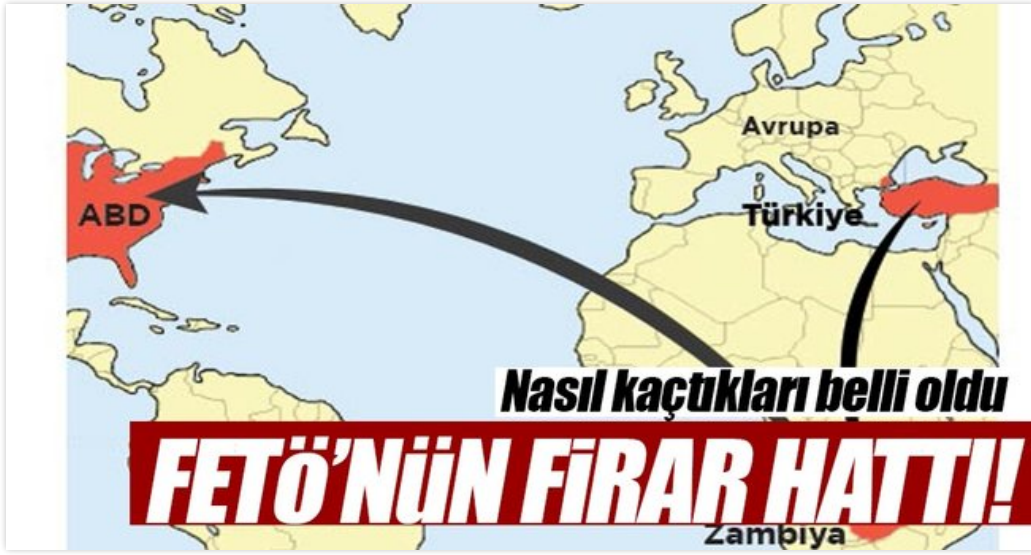 Avrupa
ABD
Türkiye
Nasıl kaçtıkları belli oldu
FETÖ'NÜN FİRAR HATTI!
Zambiya